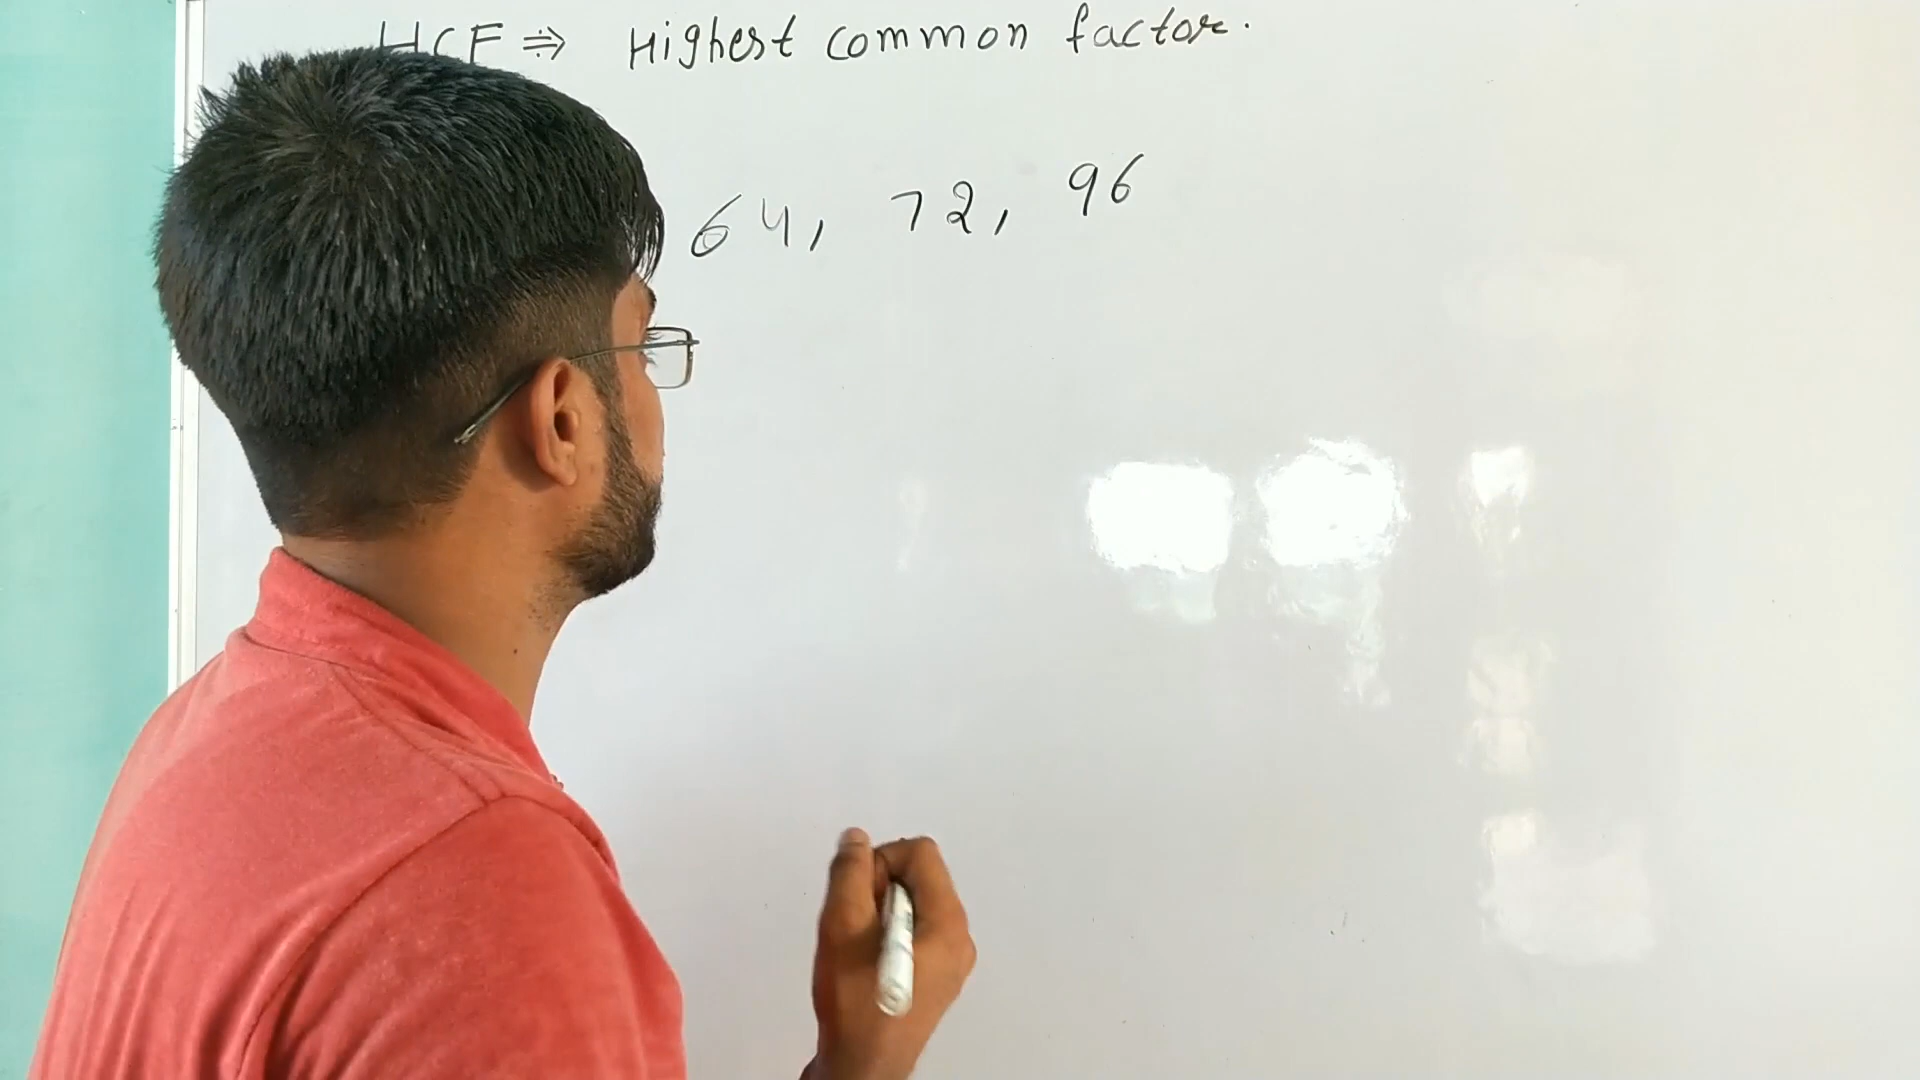 HCF ⇒ Highest common factor.
64, 72, 96